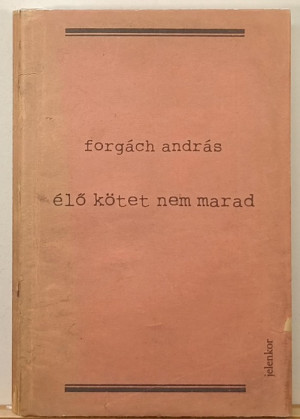 forgách andrás
élő kötet nem marad
jelenkor